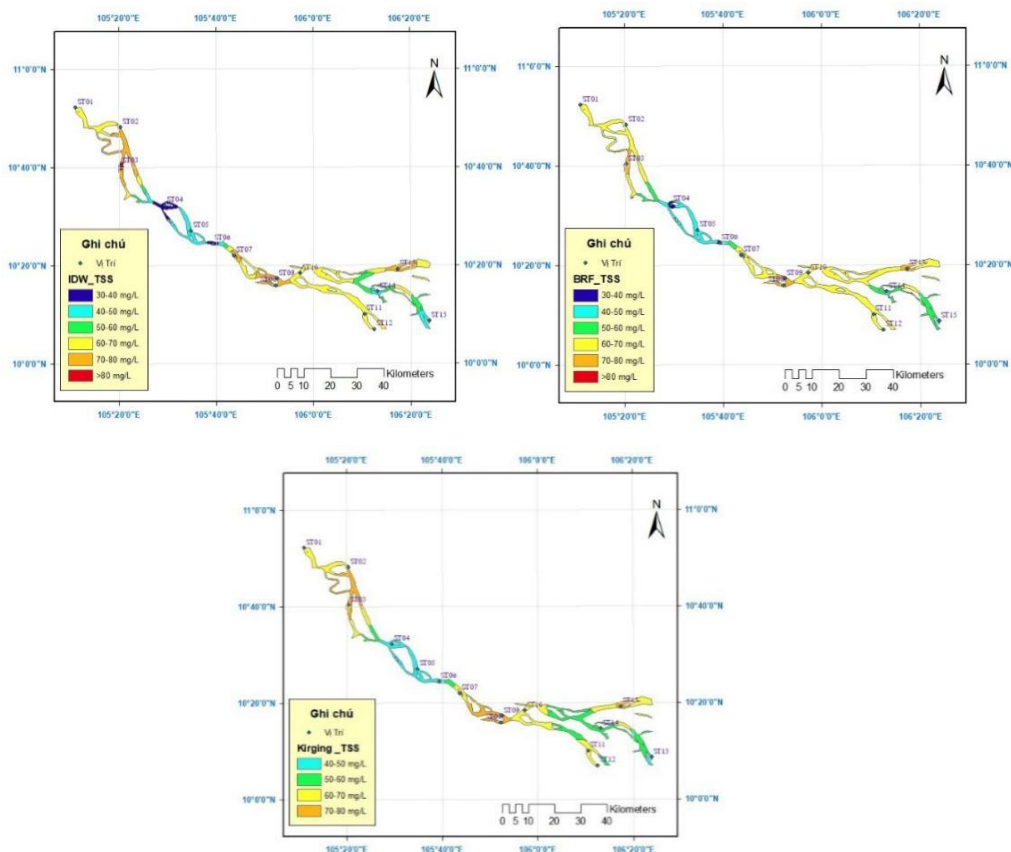 105°20'0"E 105°40'0"E 106°0'0"E 106°20'0"E
11°0'0"N
10°40'0"N
10°20'0"N
10°0'0"N
N
ST01
ST02
ST03
ST04
ST05
ST06
ST07
ST11
ST12
Ghi chú
Vị Trí
IDW_TSS
30-40 mg/L
40-50 mg/L
50-60 mg/L
60-70 mg/L
70-80 mg/L
>80 mg/L
Kilometers
0 5 10 20 30 40
11°0'0"N
10°40'0"N
10°20'0"N
10°0'0"N
105°20'0"E 105°40'0"E 106°0'0"E 106°20'0"E
105°20'0"E 105°40'0"E 106°0'0"E 106°20'0"E
11°0'0"N
10°40'0"N
10°20'0"N
10°0'0"N
N
ST01
ST02
ST03
ST04
ST05
ST06
ST07
ST11
ST12
Ghi chú
Vị Trí
BRF_TSS
30-40 mg/L
40-50 mg/L
50-60 mg/L
60-70 mg/L
70-80 mg/L
>80 mg/L
Kilometers
0 5 10 20 30 40
11°0'0"N
10°40'0"N
10°20'0"N
10°0'0"N
105°20'0"E 105°40'0"E 106°0'0"E 106°20'0"E
105°20'0"E 105°40'0"E 106°0'0"E 106°20'0"E
11°0'0"N
10°40'0"N
10°20'0"N
10°0'0"N
N
ST01
ST02
ST03
ST04
ST05
ST06
ST07
ST11
ST12
Ghi chú
Vị Trí
Kirging _TSS
40-50 mg/L
50-60 mg/L
60-70 mg/L
70-80 mg/L
Kilometers
0 5 10 20 30 40
11°0'0"N
10°40'0"N
10°20'0"N
10°0'0"N
105°20'0"E 105°40'0"E 106°0'0"E 106°20'0"E